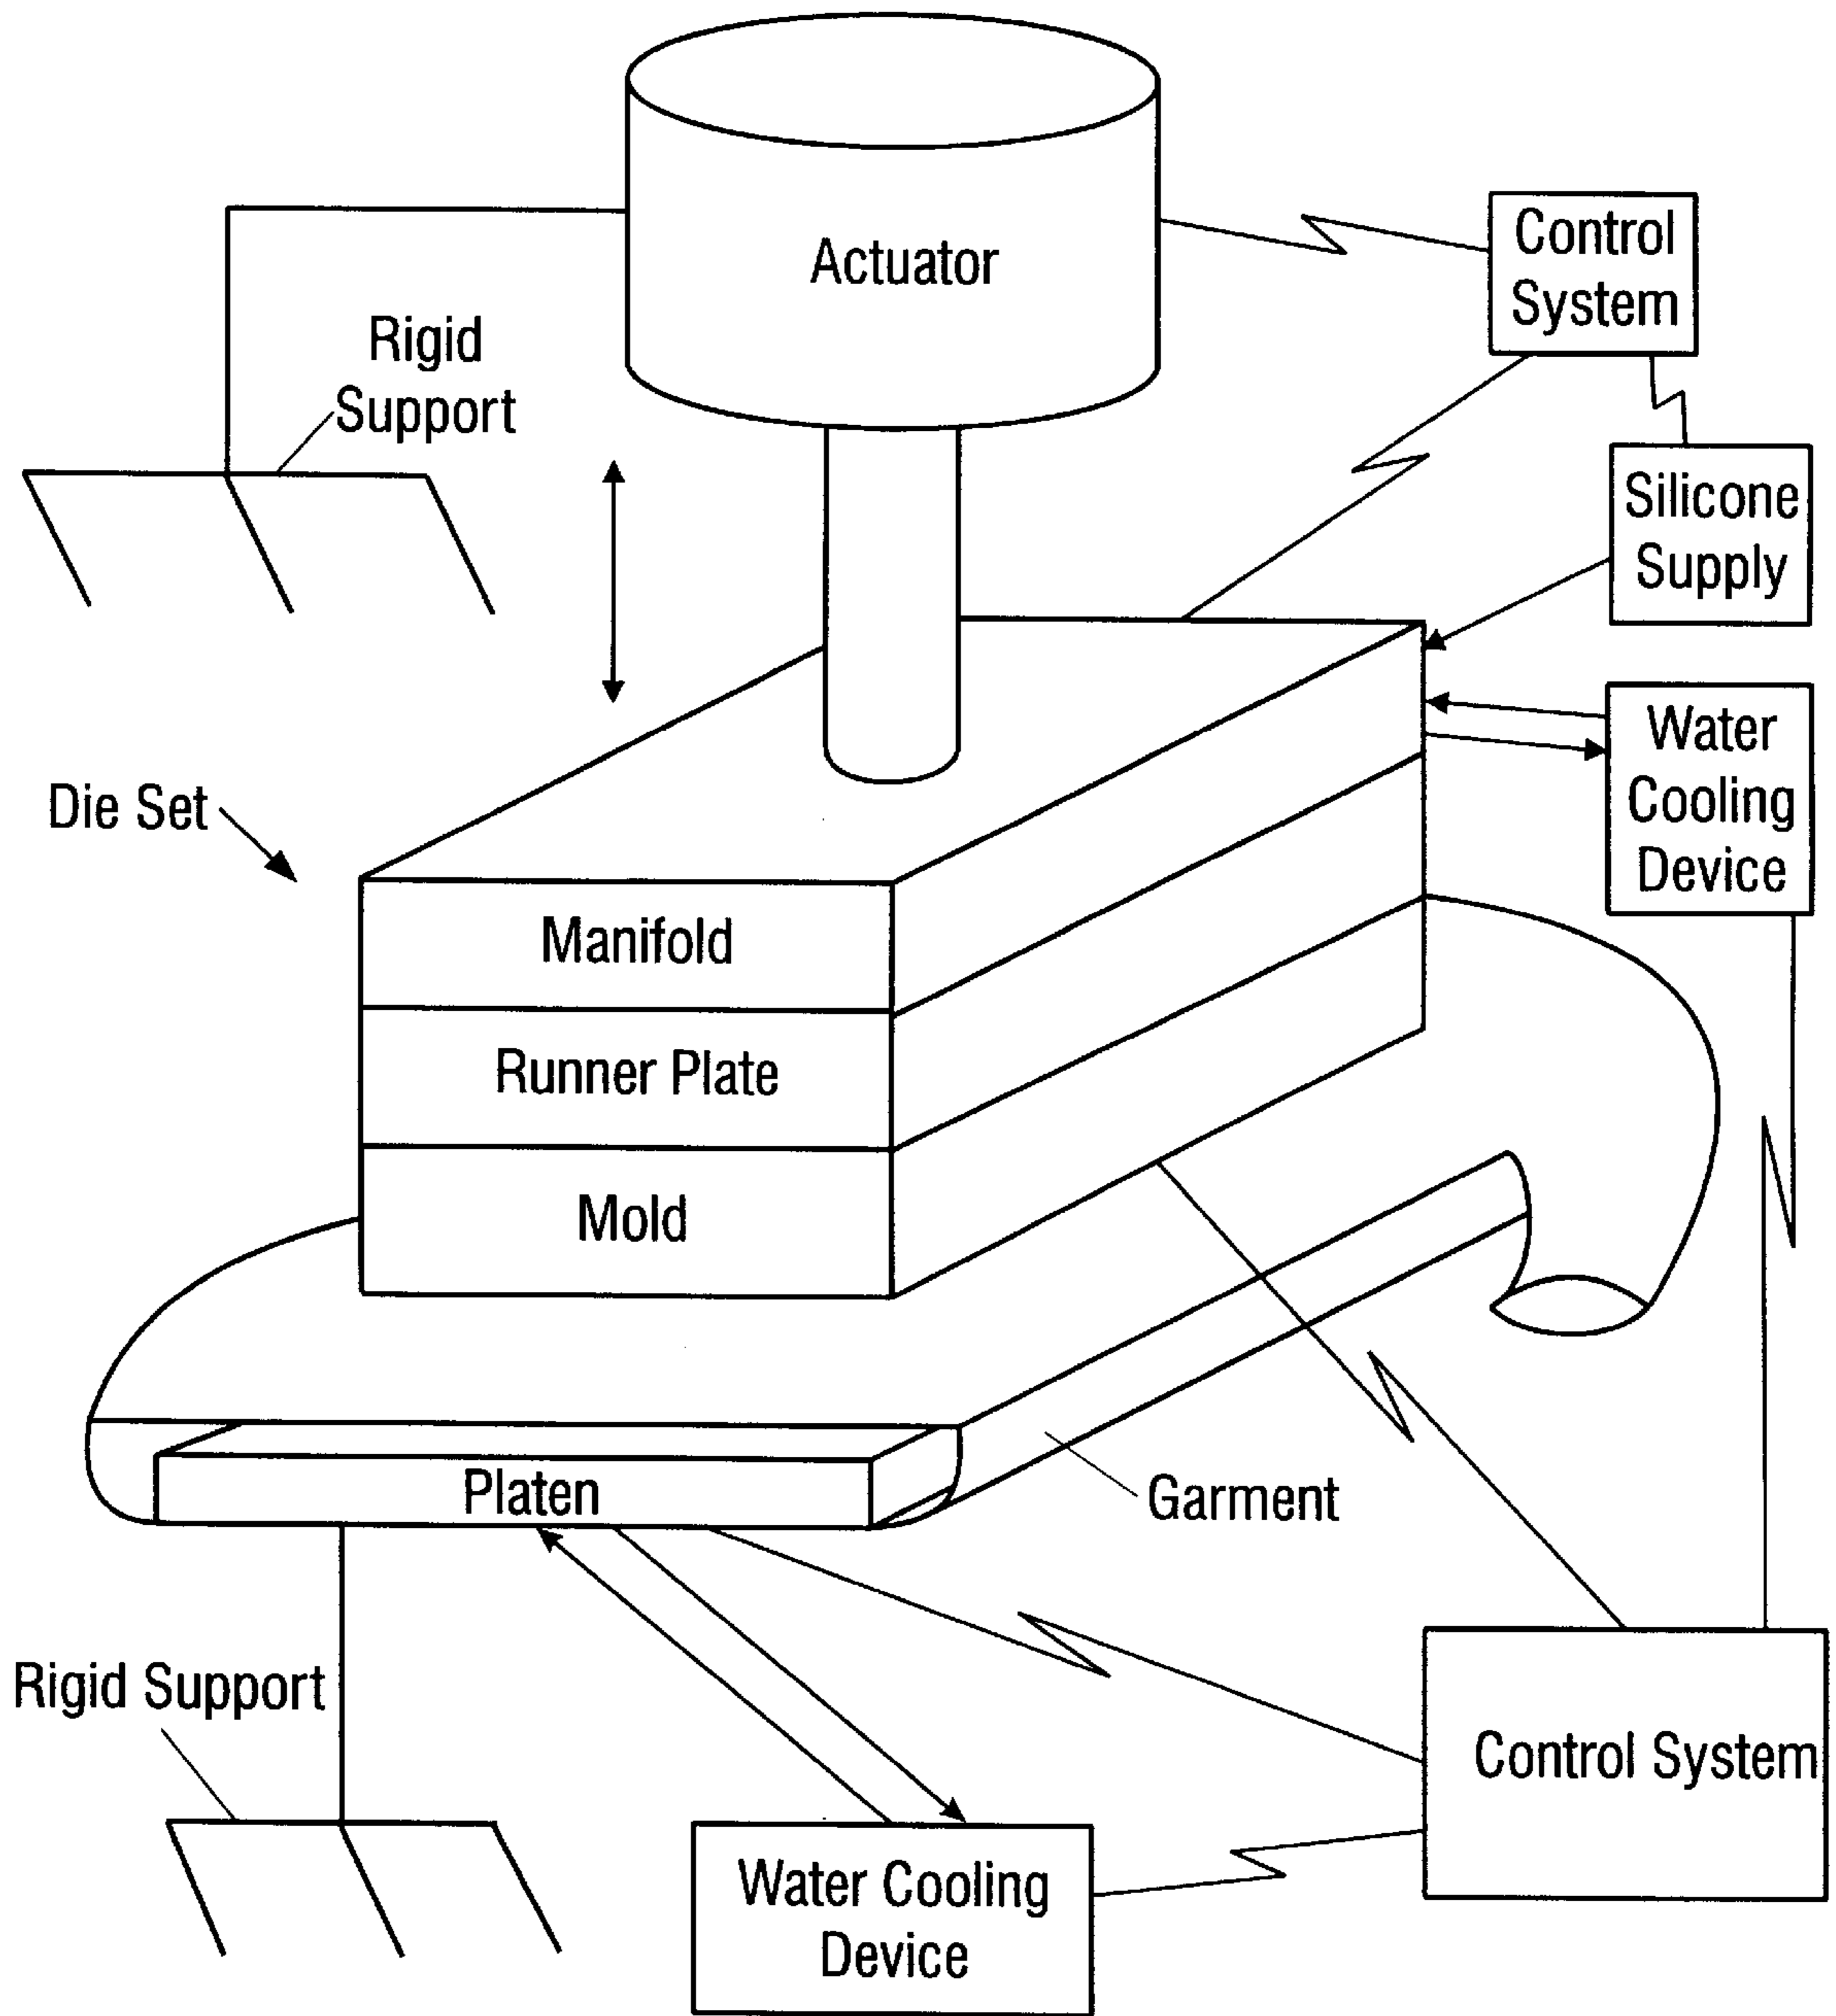 Actuator
Control
System
Rigid
Support
Silicone
Supply
Water
Cooling
Device
Die Set
Manifold
Runner Plate
Mold
Platen
Garment
Rigid Support
Control System
Water Cooling
Device